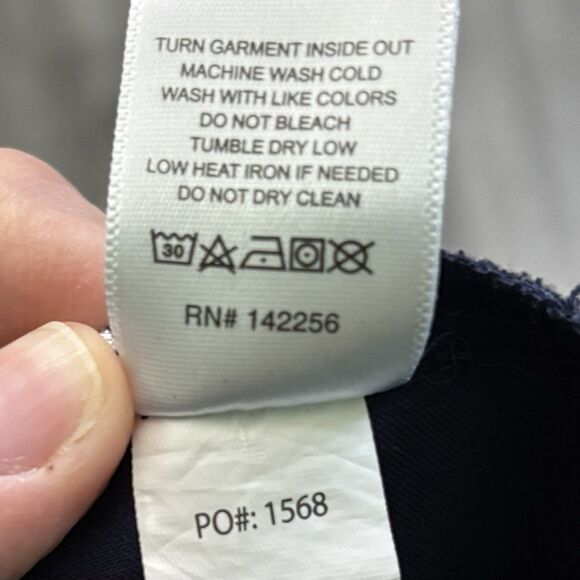 TURN GARMENT INSIDE OUT
MACHINE WASH COLD
WASH WITH LIKE COLORS
DO NOT BLEACH
TUMBLE DRY LOW
LOW HEAT IRON IF NEEDED
DO NOT DRY CLEAN
30
RN# 142256
PO#: 1568